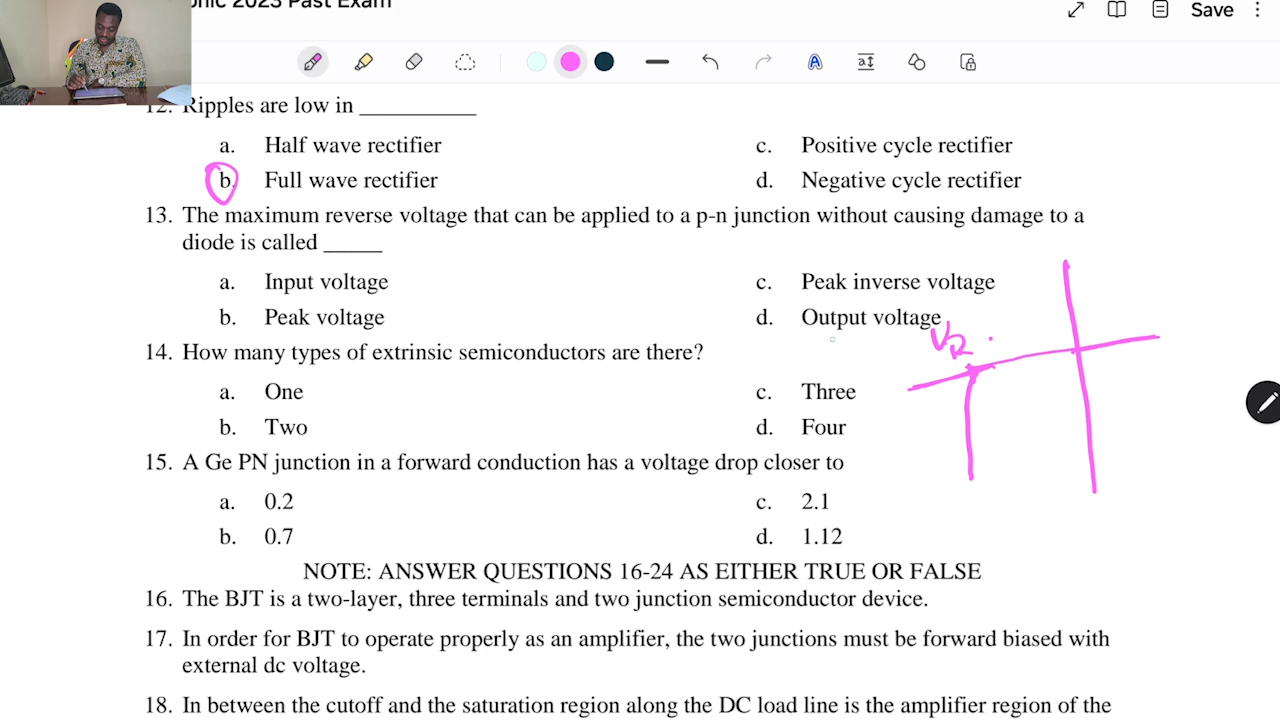 onic 2023 Past Exam
Save
12. Ripples are low in __________
a. Half wave rectifier
c. Positive cycle rectifier
b. Full wave rectifier
d. Negative cycle rectifier
13. The maximum reverse voltage that can be applied to a p-n junction without causing damage to a
diode is called _____
a. Input voltage
c. Peak inverse voltage
b. Peak voltage
d. Output voltage
VR
14. How many types of extrinsic semiconductors are there?
a. One
c. Three
b. Two
d. Four
15. A Ge PN junction in a forward conduction has a voltage drop closer to
a. 0.2
c. 2.1
b. 0.7
d. 1.12
NOTE: ANSWER QUESTIONS 16-24 AS EITHER TRUE OR FALSE
16. The BJT is a two-layer, three terminals and two junction semiconductor device.
17. In order for BJT to operate properly as an amplifier, the two junctions must be forward biased with
external dc voltage.
18. In between the cutoff and the saturation region along the DC load line is the amplifier region of the